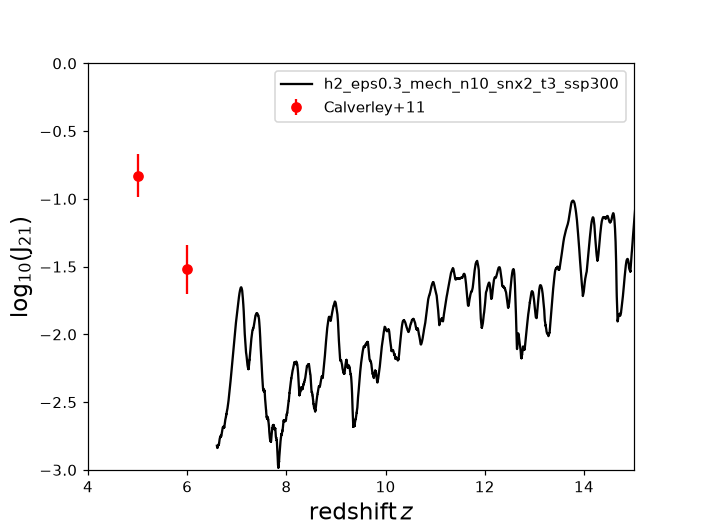 h2_eps0.3_mech_n10_snx2_t3_ssp300
Calverley+11
0.0
−0.5
−1.0
−1.5
−2.0
−2.5
−3.0
log₁₀(J₂₁)
4 6 8 10 12 14
redshift z